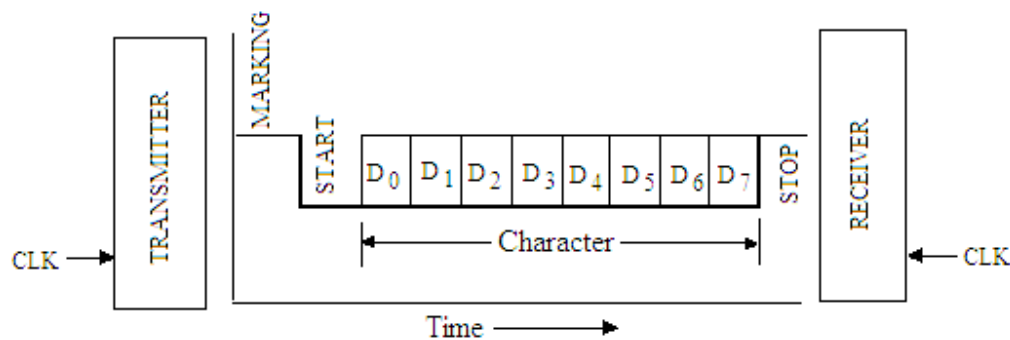 TRANSMITTER
MARKING
START
D0 D1 D2 D3 D4 D5 D6 D7
STOP
RECEIVER
Character
CLK
CLK
Time